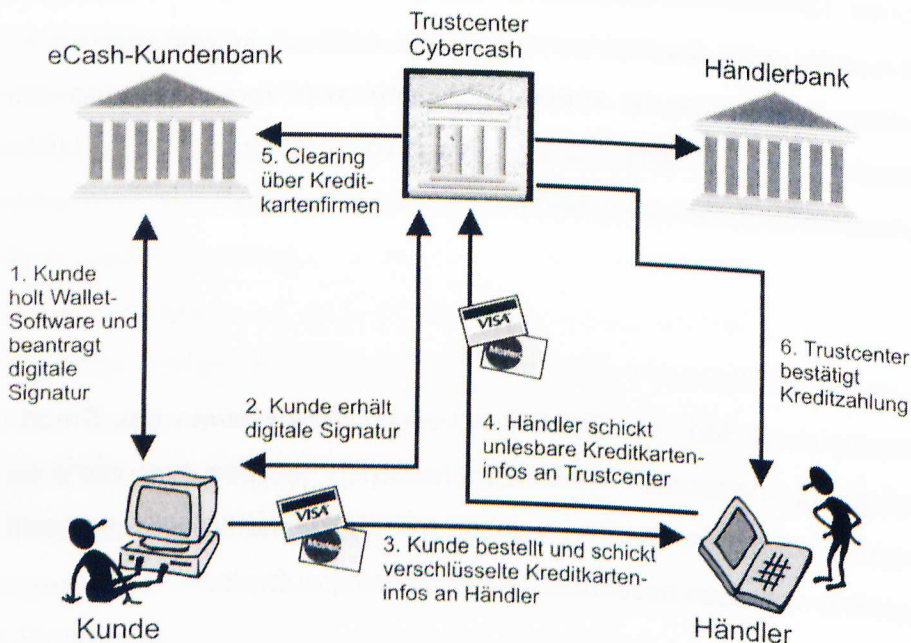 Trustcenter
Cybercash
eCash-Kundenbank
Händlerbank
5. Clearing
über Kredit-
kartenfirmen
1. Kunde
holt Wallet-
Software und
beantragt
digitale
Signatur
VISA
6. Trustcenter
bestätigt
Kreditzahlung
2. Kunde erhält
digitale Signatur
4. Händler schickt
unlesbare Kreditkarten-
infos an Trustcenter
VISA
3. Kunde bestellt und schickt
verschlüsselte Kreditkarten-
infos an Händler
Kunde
Händler